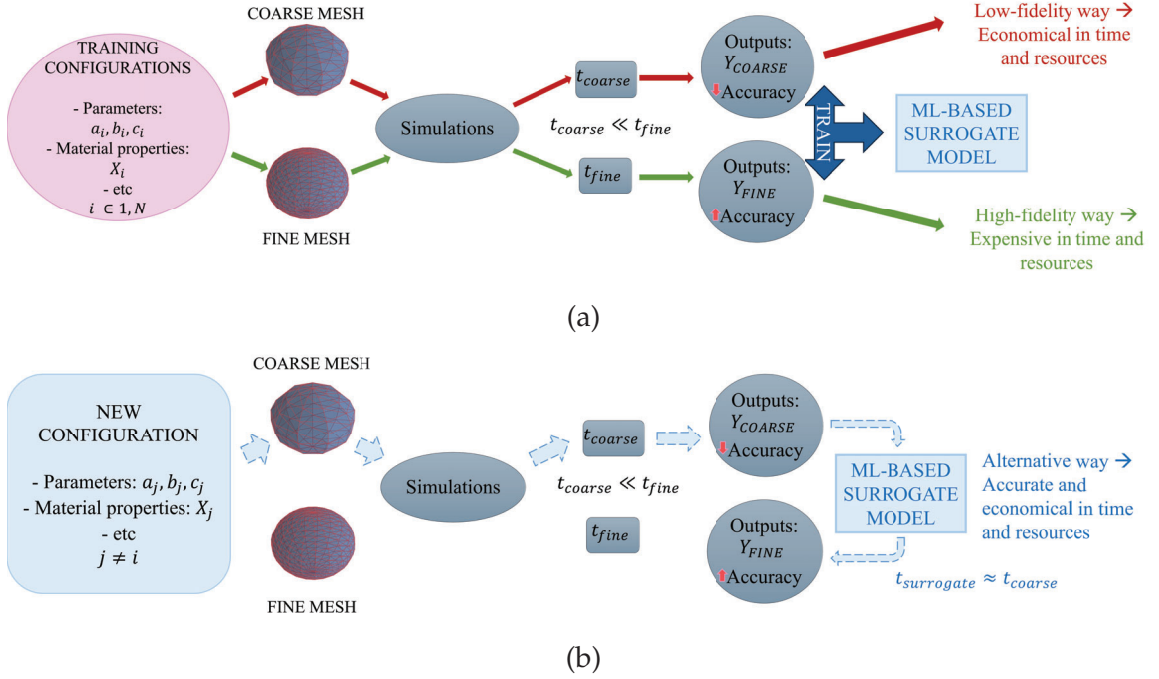 COARSE MESH
TRAINING
CONFIGURATIONS
- Parameters:
a_i, b_i, c_i
- Material properties:
X_i
- etc
i ⊂ 1, N
FINE MESH
Simulations
t_coarse
t_coarse ≪ t_fine
t_fine
Outputs:
Y_COARSE
Accuracy
TRAIN
Outputs:
Y_FINE
Accuracy
ML-BASED
SURROGATE
MODEL
Low-fidelity way →
Economical in time
and resources
High-fidelity way →
Expensive in time and
resources
(a)
COARSE MESH
NEW
CONFIGURATION
- Parameters: a_j, b_j, c_j
- Material properties: X_j
- etc
j ≠ i
FINE MESH
Simulations
t_coarse
t_coarse ≪ t_fine
t_fine
Outputs:
Y_COARSE
Accuracy
Outputs:
Y_FINE
Accuracy
ML-BASED
SURROGATE
MODEL
Alternative way →
Accurate and
economical in time
and resources
t_surrogate ≈ t_coarse
(b)